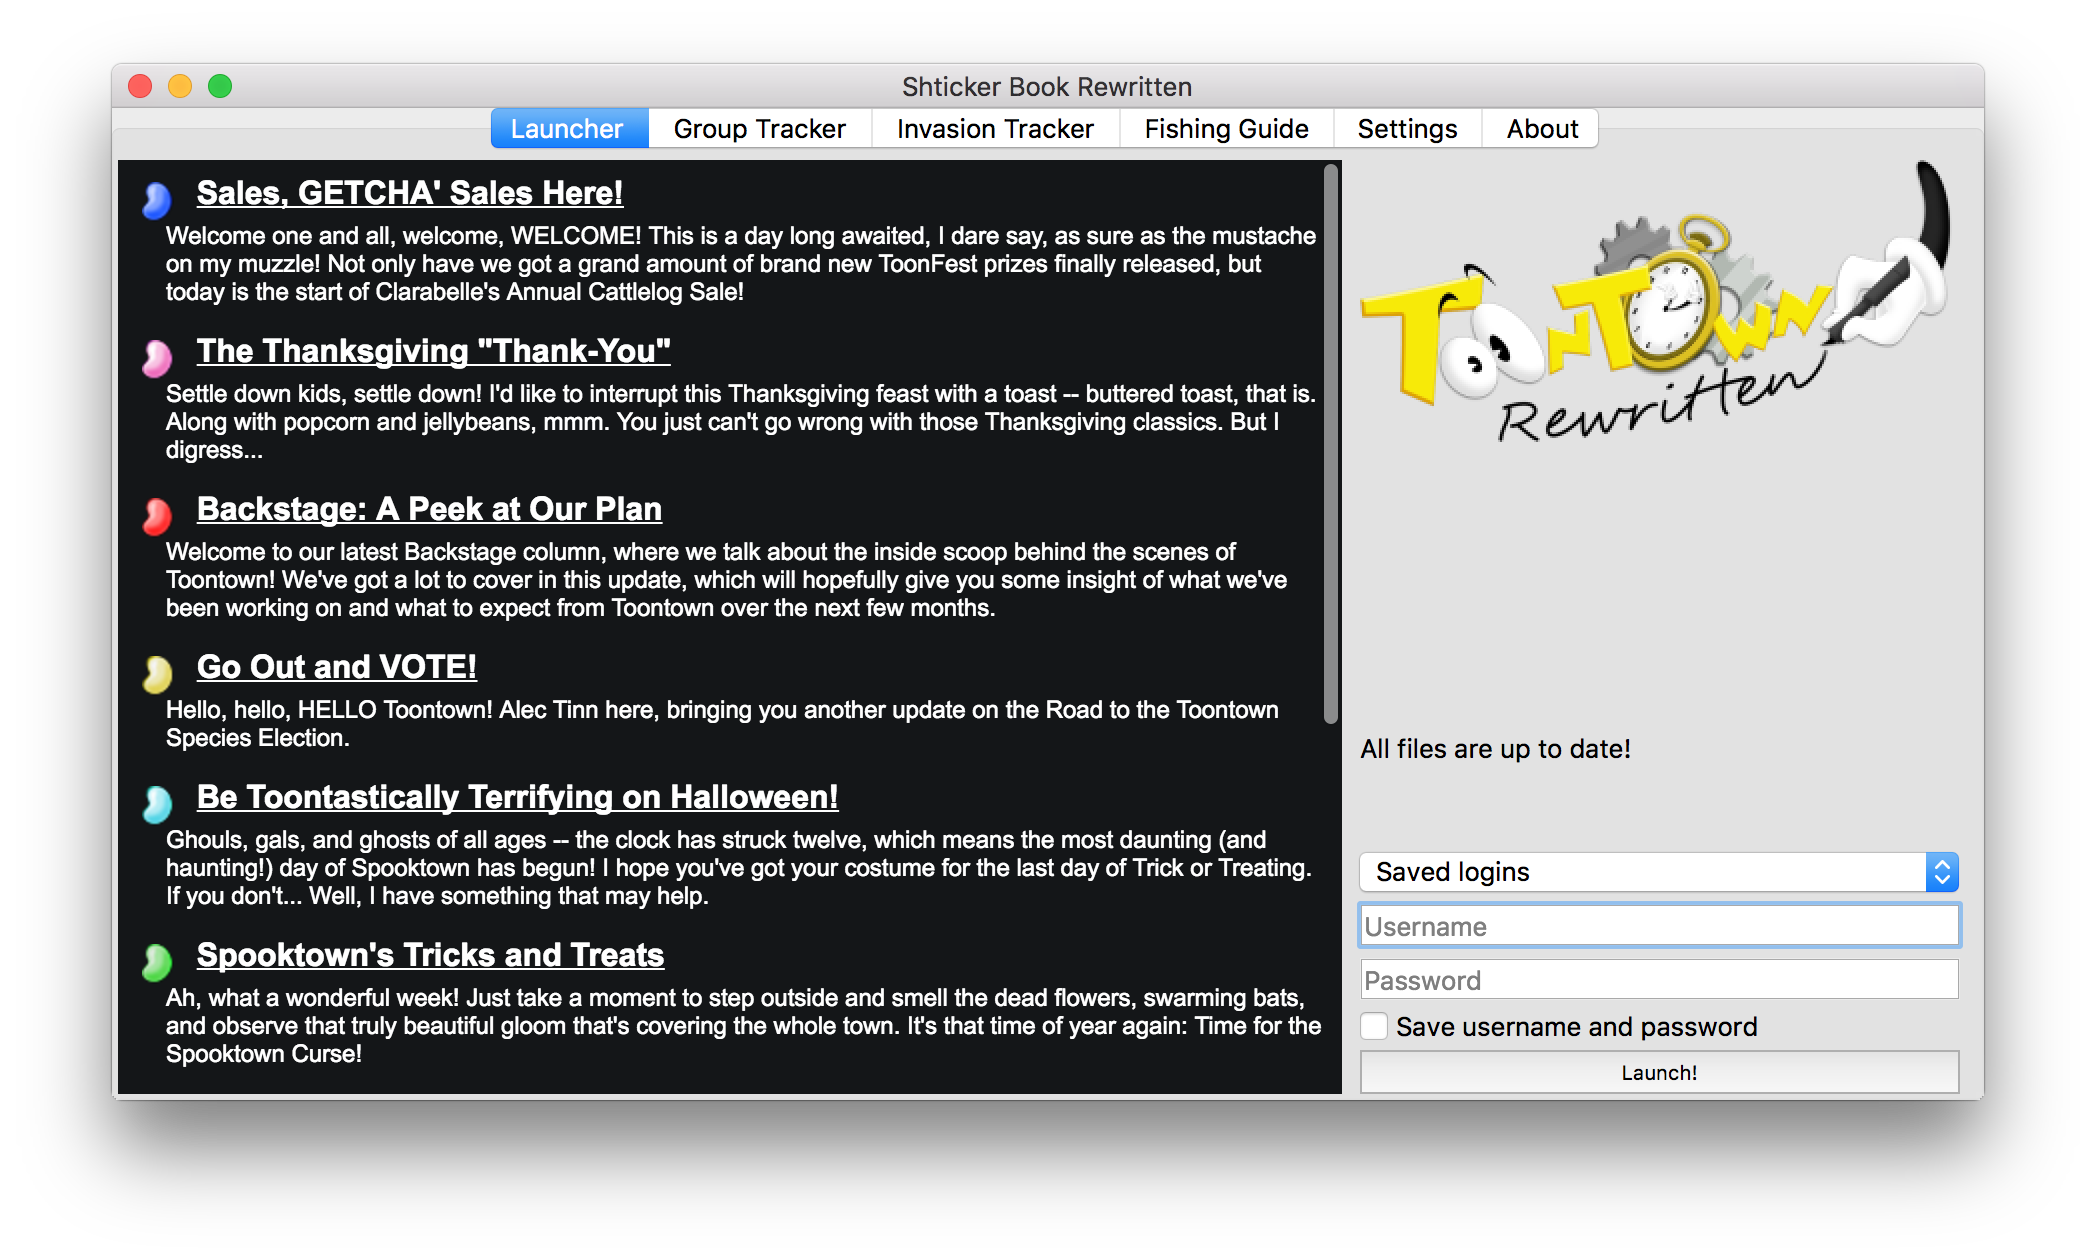 Shticker Book Rewritten
Launcher Group Tracker Invasion Tracker Fishing Guide Settings About
Sales, GETCHA' Sales Here!
Welcome one and all, welcome, WELCOME! This is a day long awaited, I dare say, as sure as the mustache
on my muzzle! Not only have we got a grand amount of brand new ToonFest prizes finally released, but
today is the start of Clarabelle's Annual Cattlelog Sale!
The Thanksgiving "Thank-You"
Settle down kids, settle down! I'd like to interrupt this Thanksgiving feast with a toast -- buttered toast, that is.
Along with popcorn and jellybeans, mmm. You just can't go wrong with those Thanksgiving classics. But I
digress...
Backstage: A Peek at Our Plan
Welcome to our latest Backstage column, where we talk about the inside scoop behind the scenes of
Toontown! We've got a lot to cover in this update, which will hopefully give you some insight of what we've
been working on and what to expect from Toontown over the next few months.
Go Out and VOTE!
Hello, hello, HELLO Toontown! Alec Tinn here, bringing you another update on the Road to the Toontown
Species Election.
Be Toontastically Terrifying on Halloween!
Ghouls, gals, and ghosts of all ages -- the clock has struck twelve, which means the most daunting (and
haunting!) day of Spooktown has begun! I hope you've got your costume for the last day of Trick or Treating.
If you don't... Well, I have something that may help.
Spooktown's Tricks and Treats
Ah, what a wonderful week! Just take a moment to step outside and smell the dead flowers, swarming bats,
and observe that truly beautiful gloom that's covering the whole town. It's that time of year again: Time for the
Spooktown Curse!
TOONTOWN
Rewritten
All files are up to date!
Saved logins
Username
Password
Save username and password
Launch!